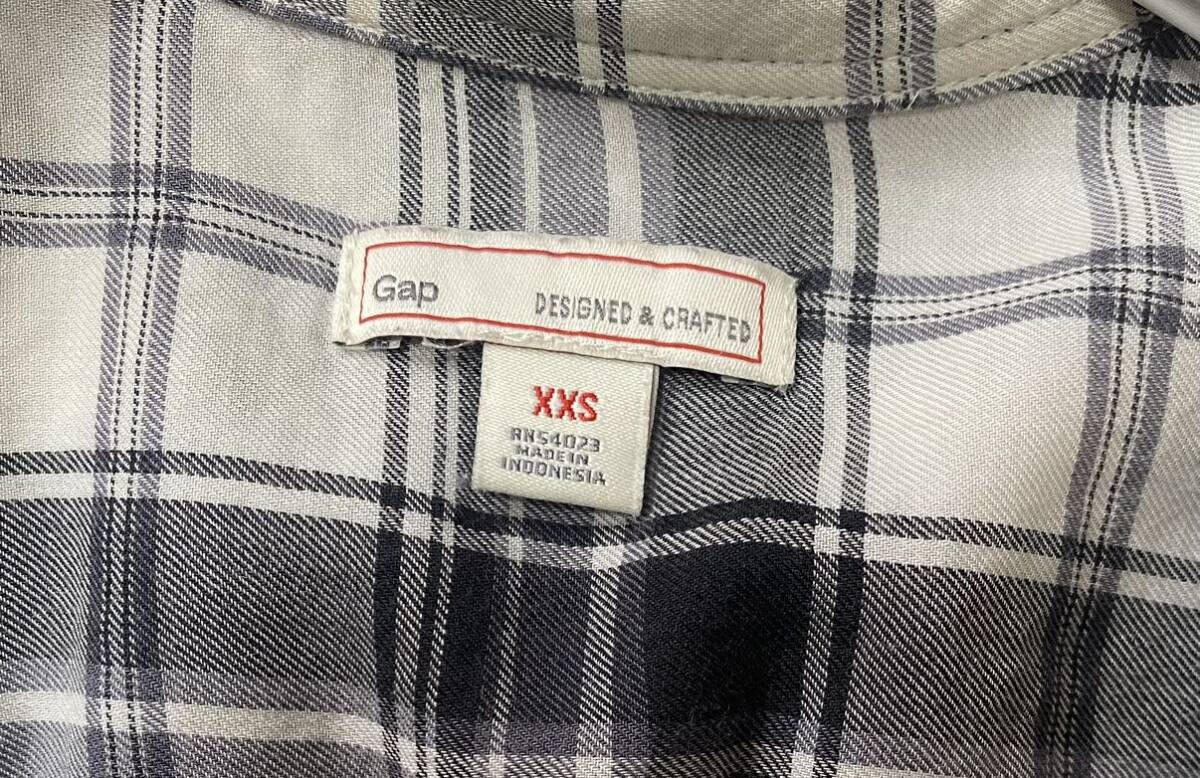 Gap DESIGNED & CRAFTED
XXS
RN54023
MADE IN
INDONESIA